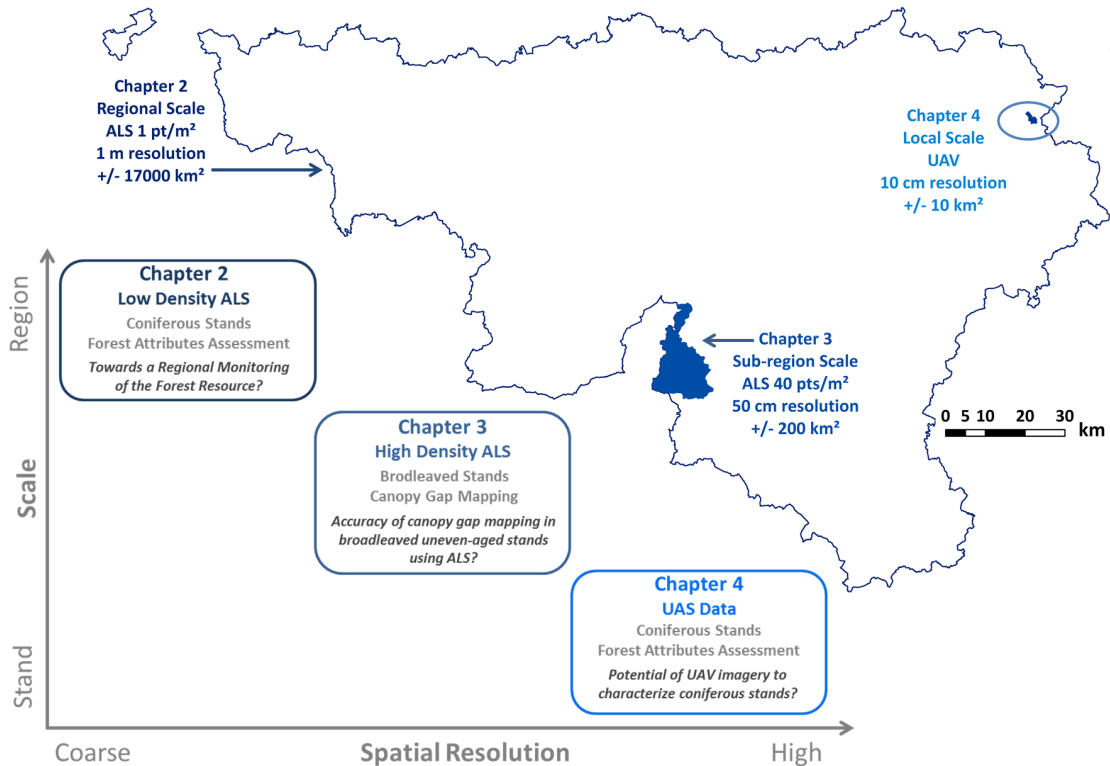 Chapter 2
Regional Scale
ALS 1 pt/m²
1 m resolution
+/- 17000 km²
Chapter 4
Local Scale
UAV
10 cm resolution
+/- 10 km²
Chapter 3
Sub-region Scale
ALS 40 pts/m²
50 cm resolution
+/- 200 km²
0 5 10 20 30
km
Region
Scale
Stand
Chapter 2
Low Density ALS
Coniferous Stands
Forest Attributes Assessment
Towards a Regional Monitoring
of the Forest Resource?
Chapter 3
High Density ALS
Brodleaved Stands
Canopy Gap Mapping
Accuracy of canopy gap mapping in
broadleaved uneven-aged stands
using ALS?
Chapter 4
UAS Data
Coniferous Stands
Forest Attributes Assessment
Potential of UAV imagery to
characterize coniferous stands?
Coarse
Spatial Resolution
High